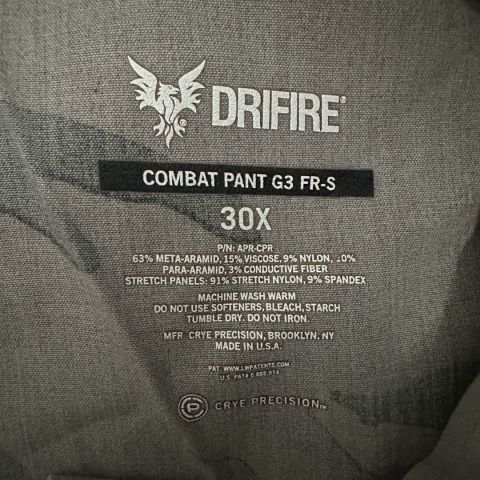 DRIFIRE®
COMBAT PANT G3 FR-S
30X
P/N: APR-CPR
63% META-ARAMID, 15% VISCOSE, 9% NYLON, 10%
PARA-ARAMID, 3% CONDUCTIVE FIBER
STRETCH PANELS: 91% STRETCH NYLON, 9% SPANDEX
MACHINE WASH WARM
DO NOT USE SOFTENERS, BLEACH, STARCH
TUMBLE DRY. DO NOT IRON.
MFR. CRYE PRECISION, BROOKLYN, NY
MADE IN U.S.A.
PAT. WWW.LWPATENTS.COM
U.S. PAT#
CRYE PRECISION™